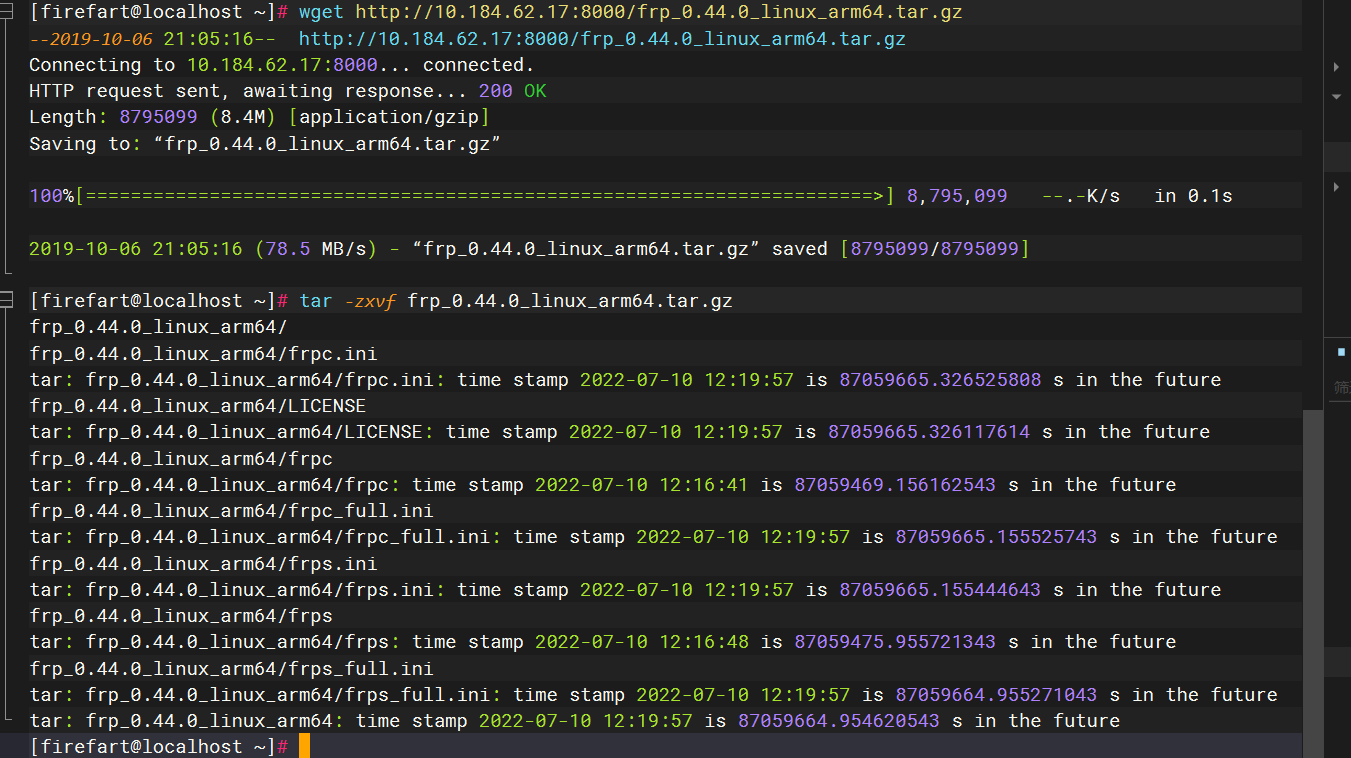 [firefart@localhost ~]# wget http://10.184.62.17:8000/frp_0.44.0_linux_arm64.tar.gz
--2019-10-06 21:05:16--  http://10.184.62.17:8000/frp_0.44.0_linux_arm64.tar.gz
Connecting to 10.184.62.17:8000... connected.
HTTP request sent, awaiting response... 200 OK
Length: 8795099 (8.4M) [application/gzip]
Saving to: “frp_0.44.0_linux_arm64.tar.gz”
100%[======================================================================>] 8,795,099   --.-K/s   in 0.1s
2019-10-06 21:05:16 (78.5 MB/s) - “frp_0.44.0_linux_arm64.tar.gz” saved [8795099/8795099]
[firefart@localhost ~]# tar -zxvf frp_0.44.0_linux_arm64.tar.gz
frp_0.44.0_linux_arm64/
frp_0.44.0_linux_arm64/frpc.ini
tar: frp_0.44.0_linux_arm64/frpc.ini: time stamp 2022-07-10 12:19:57 is 87059665.326525808 s in the future
frp_0.44.0_linux_arm64/LICENSE
tar: frp_0.44.0_linux_arm64/LICENSE: time stamp 2022-07-10 12:19:57 is 87059665.326117614 s in the future
frp_0.44.0_linux_arm64/frpc
tar: frp_0.44.0_linux_arm64/frpc: time stamp 2022-07-10 12:16:41 is 87059469.156162543 s in the future
frp_0.44.0_linux_arm64/frpc_full.ini
tar: frp_0.44.0_linux_arm64/frpc_full.ini: time stamp 2022-07-10 12:19:57 is 87059665.155525743 s in the future
frp_0.44.0_linux_arm64/frps.ini
tar: frp_0.44.0_linux_arm64/frps.ini: time stamp 2022-07-10 12:19:57 is 87059665.155444643 s in the future
frp_0.44.0_linux_arm64/frps
tar: frp_0.44.0_linux_arm64/frps: time stamp 2022-07-10 12:16:48 is 87059475.955721343 s in the future
frp_0.44.0_linux_arm64/frps_full.ini
tar: frp_0.44.0_linux_arm64/frps_full.ini: time stamp 2022-07-10 12:19:57 is 87059664.955271043 s in the future
tar: frp_0.44.0_linux_arm64: time stamp 2022-07-10 12:19:57 is 87059664.954620543 s in the future
[firefart@localhost ~]#